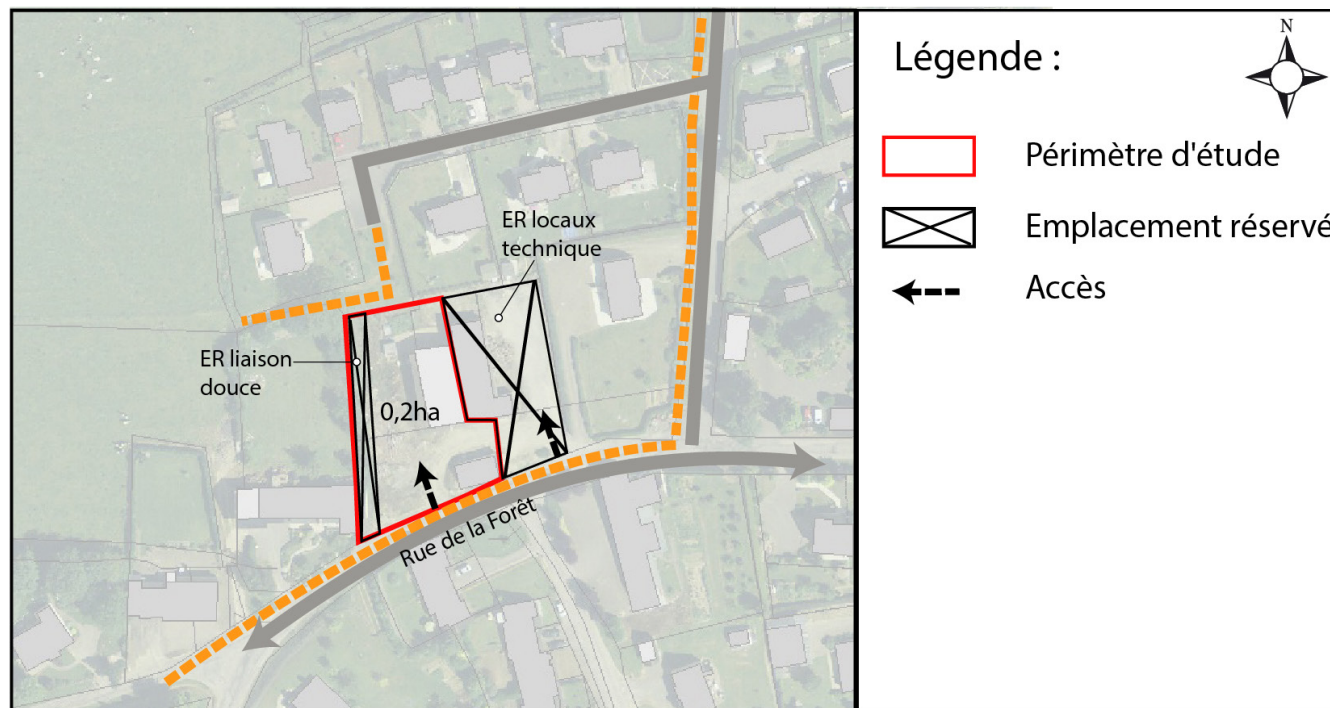 ER locaux
technique
ER liaison
douce
0,2ha
Rue de la Forêt
Légende :
N
Périmètre d'étude
Emplacement réservé
Accès